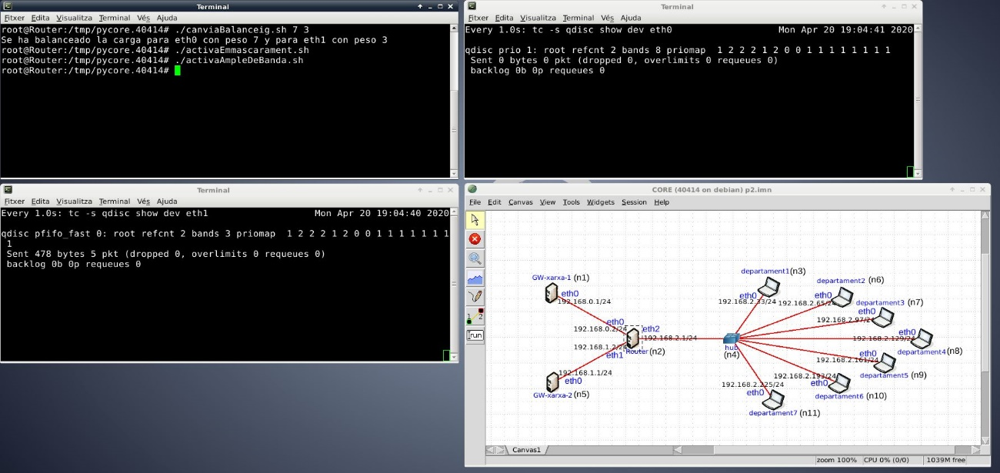 Terminal
Fitxer Edita Visualitza Terminal Vés Ajuda
root@Router:/tmp/pycore.40414# ./canviaBalanceig.sh 7 3
Se ha balanceado la carga para eth0 con peso 7 y para eth1 con peso 3
root@Router:/tmp/pycore.40414# ./activaEmmascarament.sh
root@Router:/tmp/pycore.40414# ./activaAmpleDeBanda.sh
root@Router:/tmp/pycore.40414#
Terminal
Fitxer Edita Visualitza Terminal Vés Ajuda
Every 1.0s: tc -s qdisc show dev eth0 Mon Apr 20 19:04:41 2020
qdisc prio 1: root refcnt 2 bands 8 priomap 1 2 2 2 1 2 0 0 1 1 1 1 1 1 1 1
Sent 0 bytes 0 pkt (dropped 0, overlimits 0 requeues 0)
backlog 0b 0p requeues 0
Terminal
Fitxer Edita Visualitza Terminal Vés Ajuda
Every 1.0s: tc -s qdisc show dev eth1 Mon Apr 20 19:04:40 2020
qdisc pfifo_fast 0: root refcnt 2 bands 3 priomap 1 2 2 2 1 2 0 0 1 1 1 1 1 1 1
1
Sent 478 bytes 5 pkt (dropped 0, overlimits 0 requeues 0)
backlog 0b 0p requeues 0
CORE (40414 on debian) p2.imn
File Edit Canvas View Tools Widgets Session Help
1 2
run
GW-xarxa-1 (n1)
eth0
192.168.0.1/24
eth0
192.168.0.2/24
eth2
192.168.2.1/24
192.168.1.2/24
eth1
Router (n2)
192.168.1.1/24
eth0
GW-xarxa-2 (n5)
hub
(n4)
departament1 (n3)
eth0
192.168.2.33/24
departament2 (n6)
eth0
192.168.2.65/24
departament3 (n7)
eth0
192.168.2.97/24
eth0
192.168.2.129/24
departament4 (n8)
eth0
192.168.2.161/24
departament5 (n9)
192.168.2.193/24
eth0
departament6 (n10)
192.168.2.225/24
eth0
departament7 (n11)
Canvas1
zoom 100% CPU 0% (0/0) 1039M free